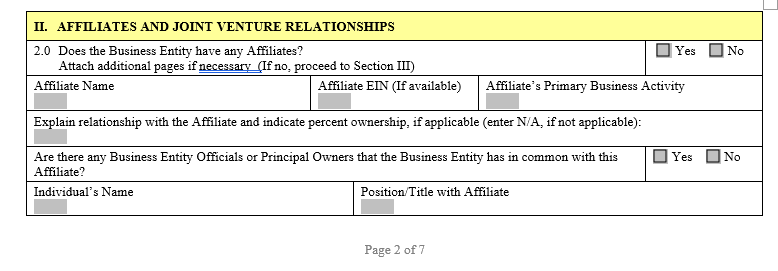 II. AFFILIATES AND JOINT VENTURE RELATIONSHIPS
2.0 Does the Business Entity have any Affiliates?
Attach additional pages if necessary (If no, proceed to Section III)
Yes No
Affiliate Name
Affiliate EIN (If available)
Affiliate's Primary Business Activity
Explain relationship with the Affiliate and indicate percent ownership, if applicable (enter N/A, if not applicable):
Are there any Business Entity Officials or Principal Owners that the Business Entity has in common with this
Affiliate?
Yes No
Individual's Name
Position/Title with Affiliate
Page 2 of 7